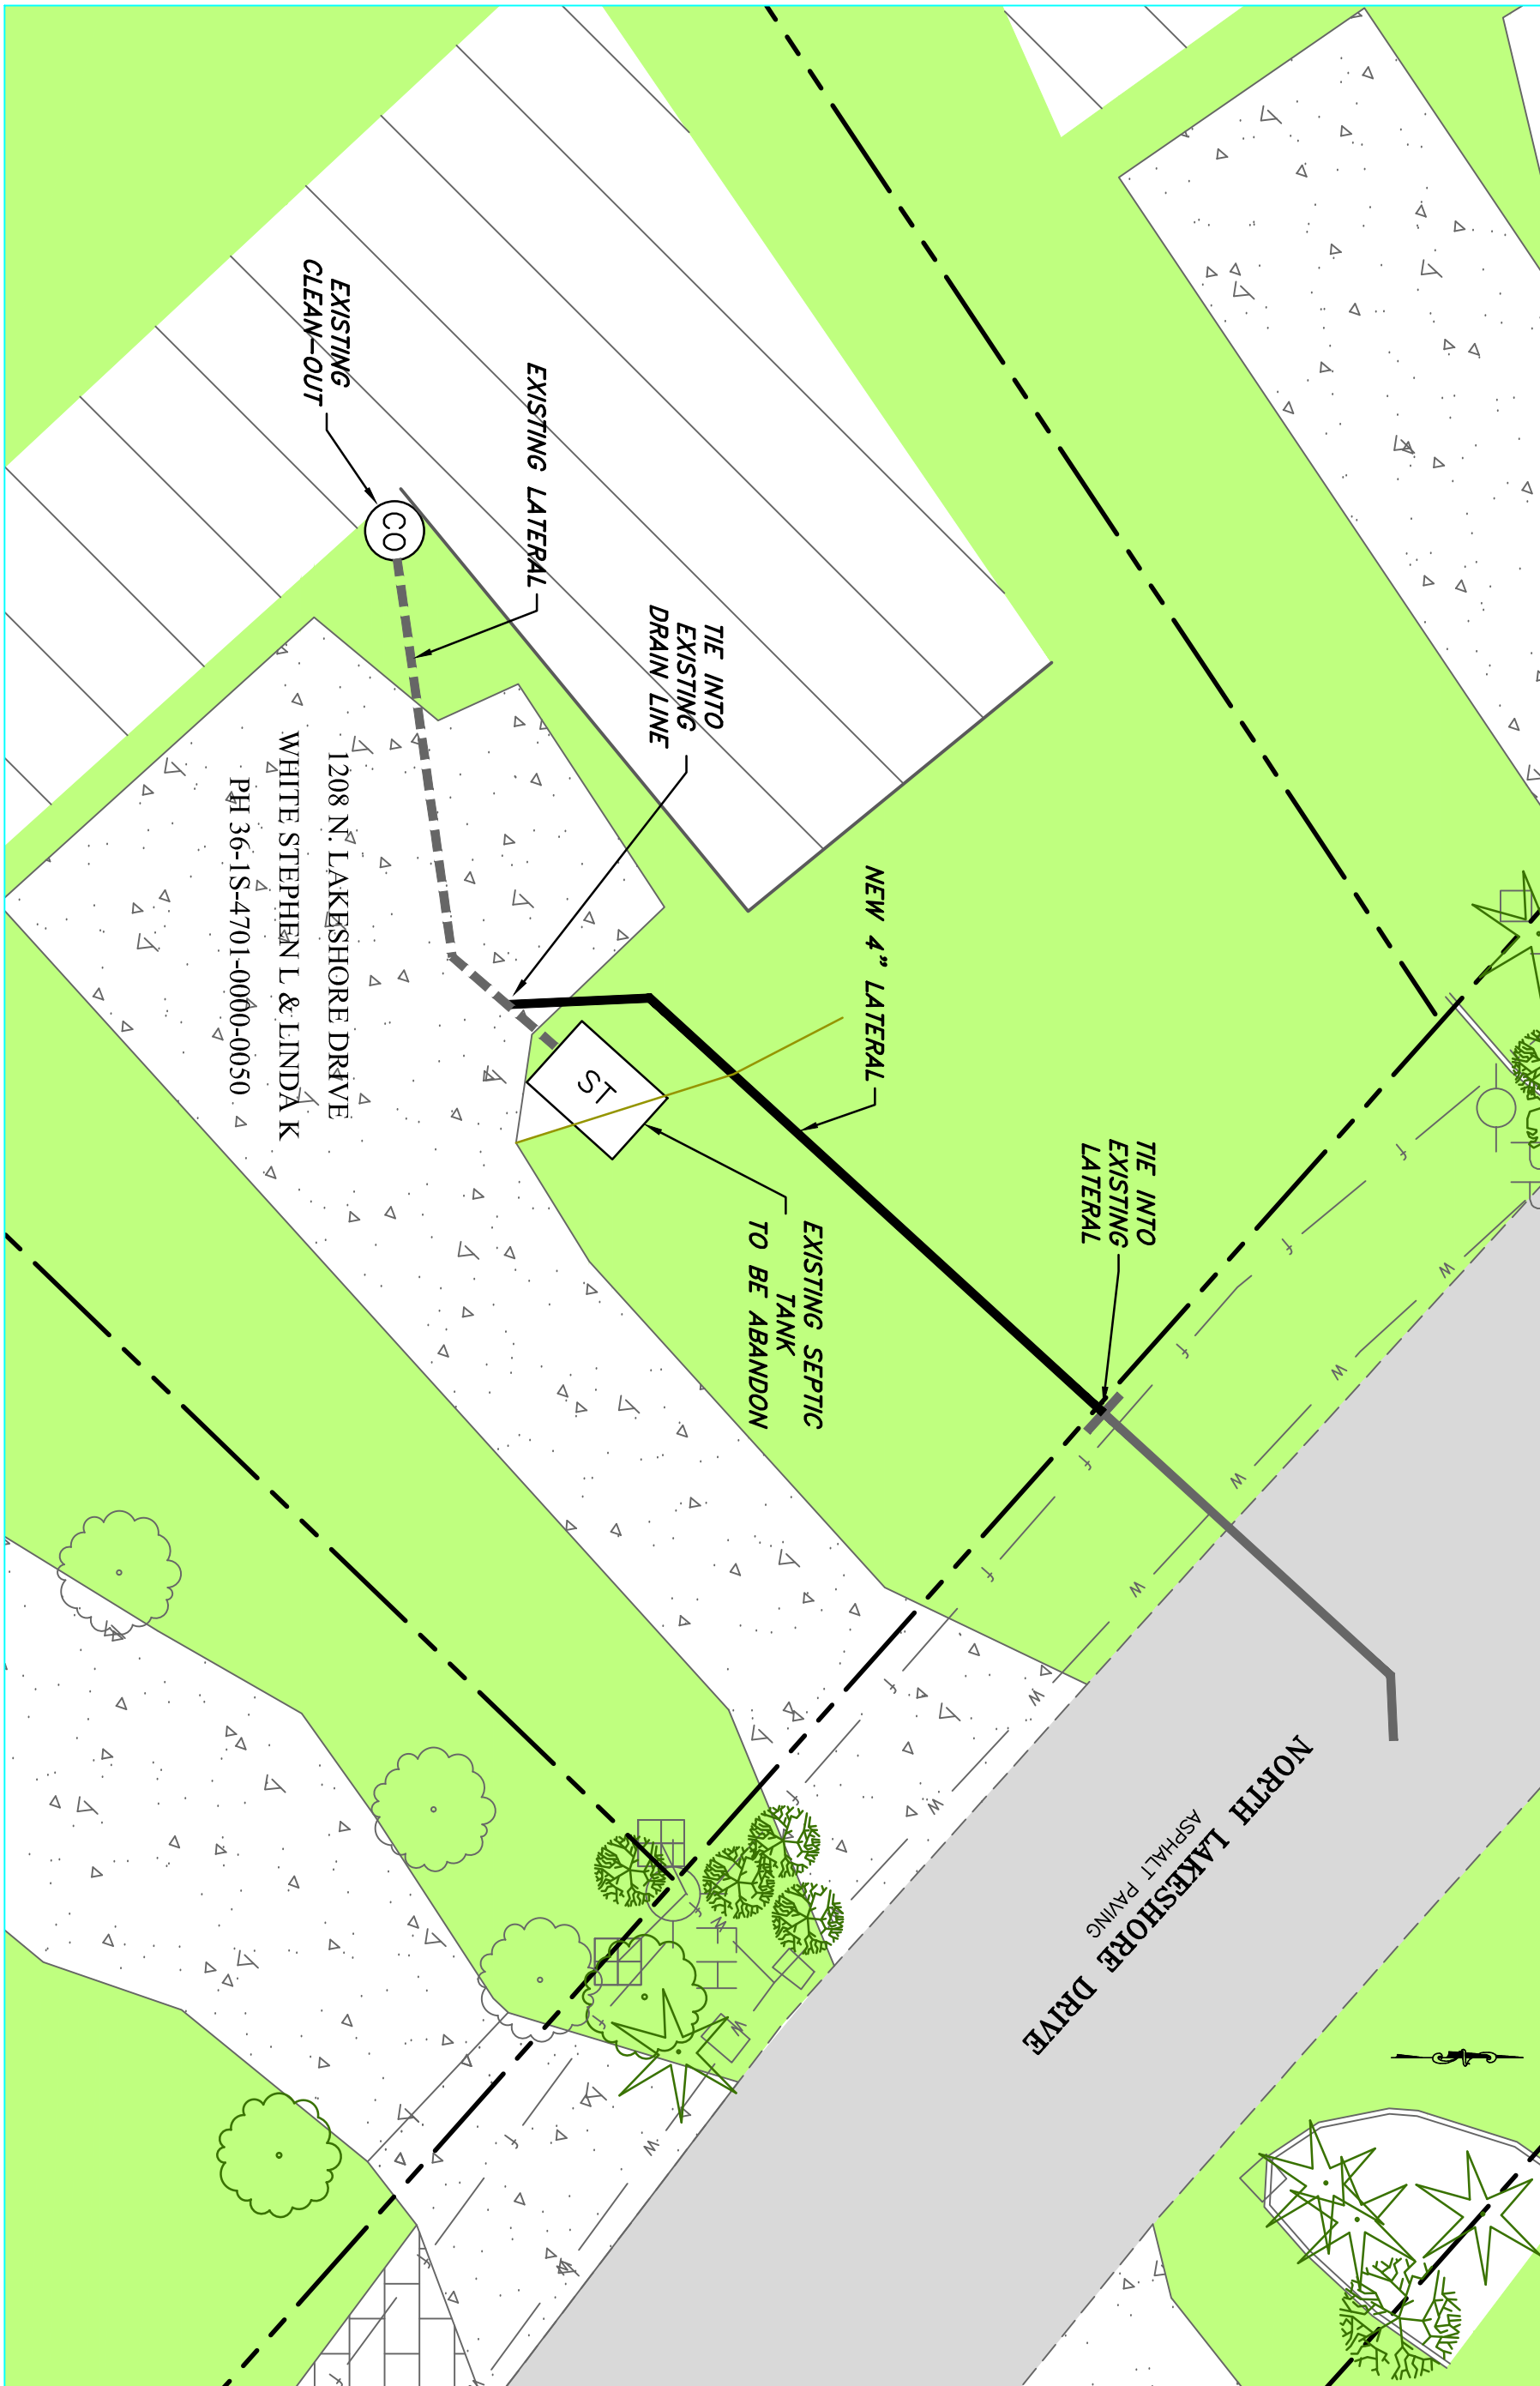 EXISTING
CLEAN-OUT
CO
EXISTING LATERAL
TIE INTO
EXISTING
DRAIN LINE
NEW 4" LATERAL
1208 N. LAKESHORE DRIVE
WHITE STEPHEN L & LINDA K
PH 36-1S-4701-0000-0050
ST
EXISTING SEPTIC
TANK
TO BE ABANDON
TIE INTO
EXISTING
LATERAL
NORTH LAKESHORE DRIVE
ASPHALT PAVING
f
f
f
f
f
f
f
W
W
W
W
W
W
W
W